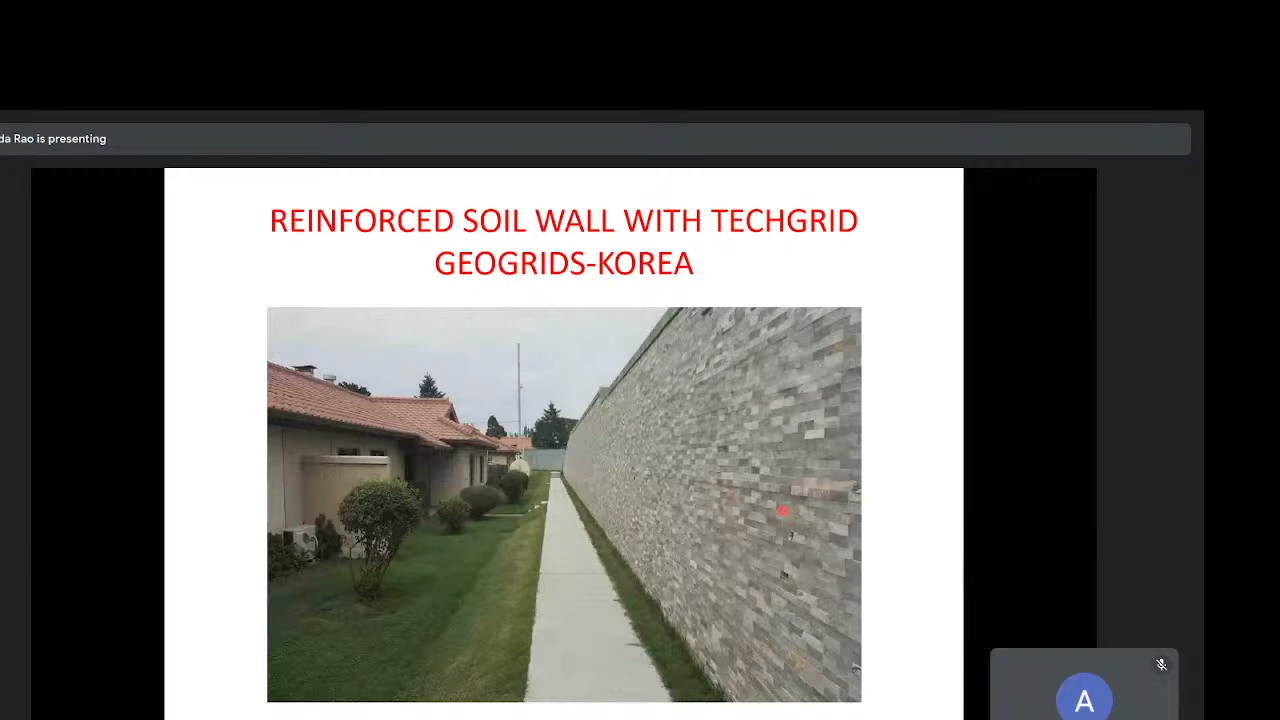 da Rao is presenting
REINFORCED SOIL WALL WITH TECHGRID
GEOGRIDS-KOREA
A